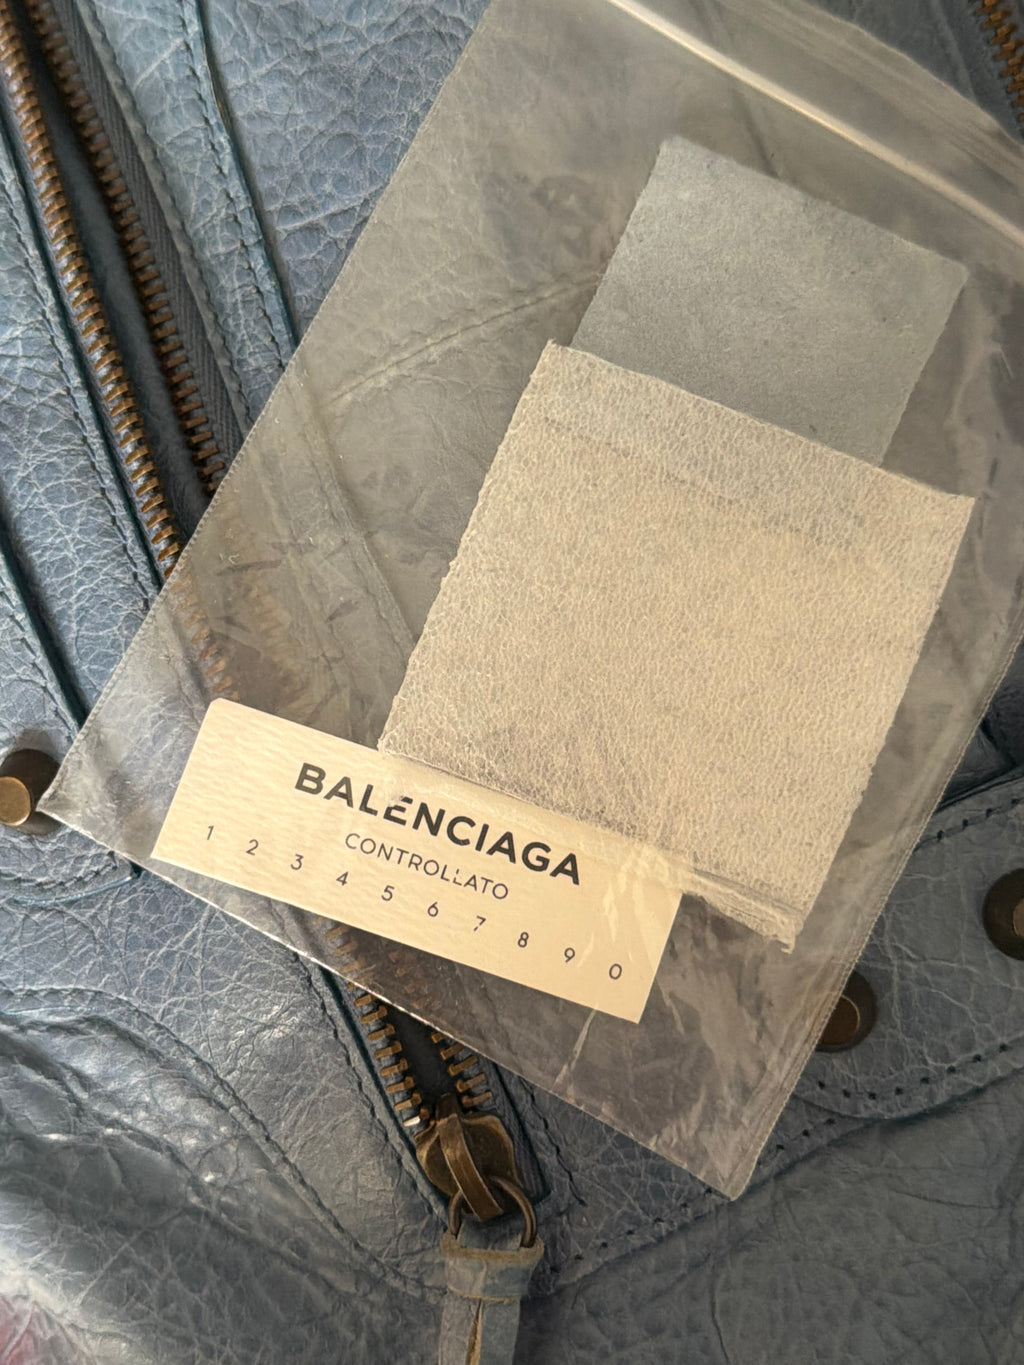 BALENCIAGA
CONTROLLATO
1 2 3 4 5 6 7 8 9 0